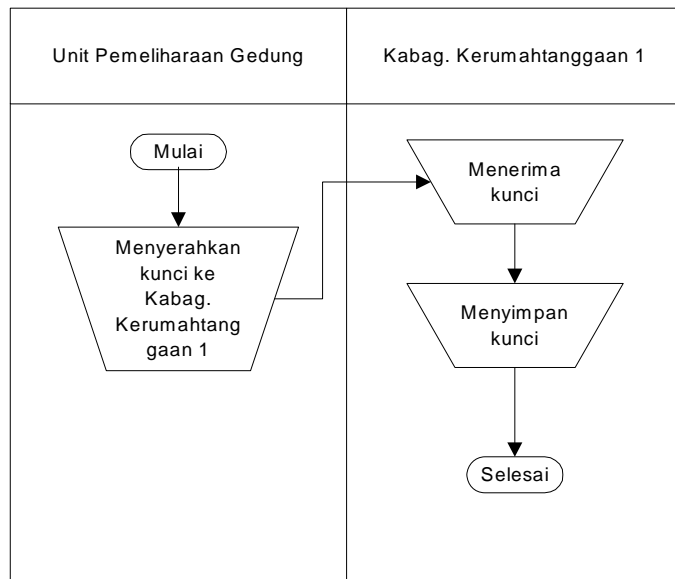 Unit Pemeliharaan Gedung
Kabag. Kerumahtanggaan 1
Mulai
Menyerahkan
kunci ke
Kabag.
Kerumahtang
gaan 1
Menerima
kunci
Menyimpan
kunci
Selesai